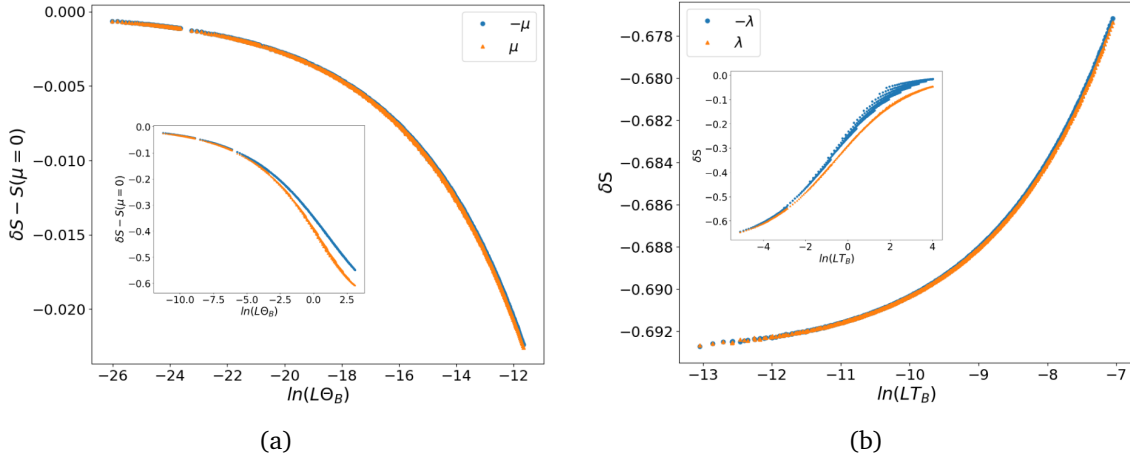 0.000
−0.005
−0.010
−0.015
−0.020
δS − S(μ = 0)
−μ
μ
0.0
−0.1
−0.2
−0.3
−0.4
−0.5
−0.6
δS − S(μ = 0)
−10.0 −7.5 −5.0 −2.5 0.0 2.5
ln(LΘ_B)
−26 −24 −22 −20 −18 −16 −14 −12
ln(LΘ_B)
(a)
−0.678
−0.680
−0.682
−0.684
−0.686
−0.688
−0.690
−0.692
δS
−λ
λ
0.0
−0.1
−0.2
−0.3
−0.4
−0.5
−0.6
δS
−4 −2 0 2 4
ln(LT_B)
−13 −12 −11 −10 −9 −8 −7
ln(LT_B)
(b)